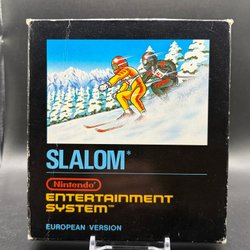 SLALOM*
Nintendo
ENTERTAINMENT
SYSTEM™
EUROPEAN VERSION